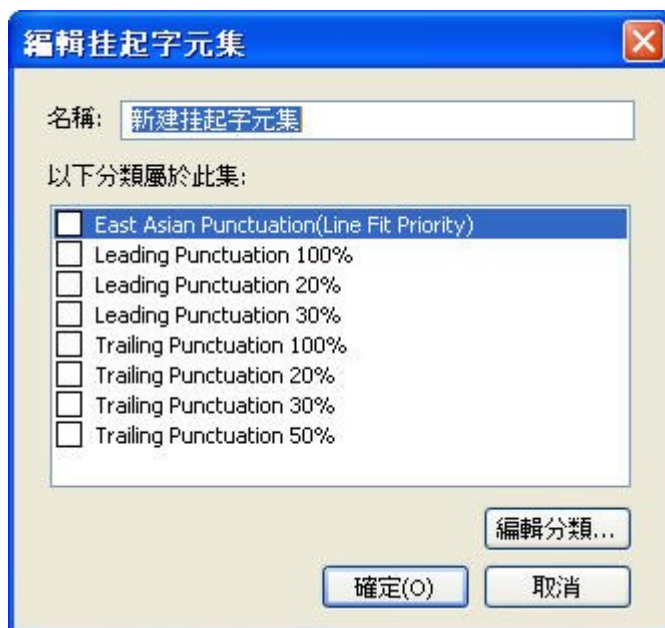 編輯挂起字元集
名稱: 新建挂起字元集
以下分類屬於此集:
East Asian Punctuation(Line Fit Priority)
Leading Punctuation 100%
Leading Punctuation 20%
Leading Punctuation 30%
Trailing Punctuation 100%
Trailing Punctuation 20%
Trailing Punctuation 30%
Trailing Punctuation 50%
編輯分類...
確定(O) 取消